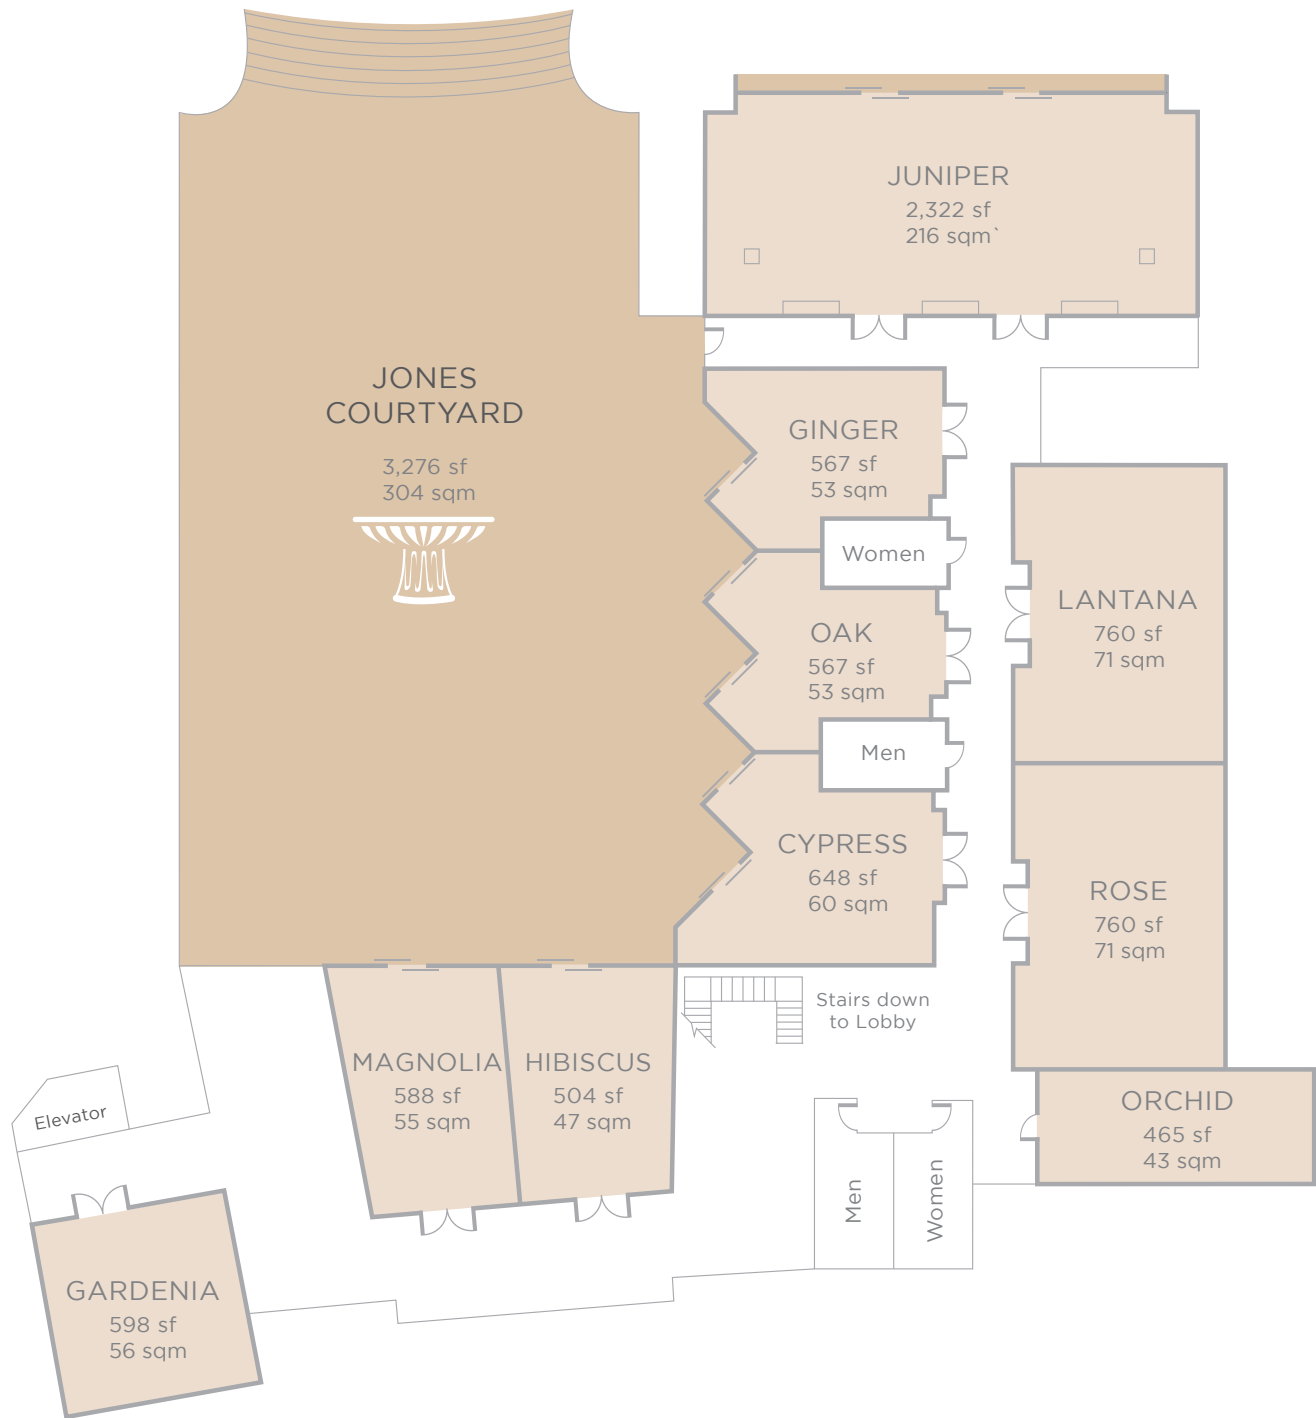 JUNIPER
2,322 sf
216 sqm`
JONES
COURTYARD
3,276 sf
304 sqm
GINGER
567 sf
53 sqm
Women
LANTANA
760 sf
71 sqm
OAK
567 sf
53 sqm
Men
CYPRESS
648 sf
60 sqm
ROSE
760 sf
71 sqm
Stairs down
to Lobby
MAGNOLIA
588 sf
55 sqm
HIBISCUS
504 sf
47 sqm
Elevator
ORCHID
465 sf
43 sqm
Men
Women
GARDENIA
598 sf
56 sqm